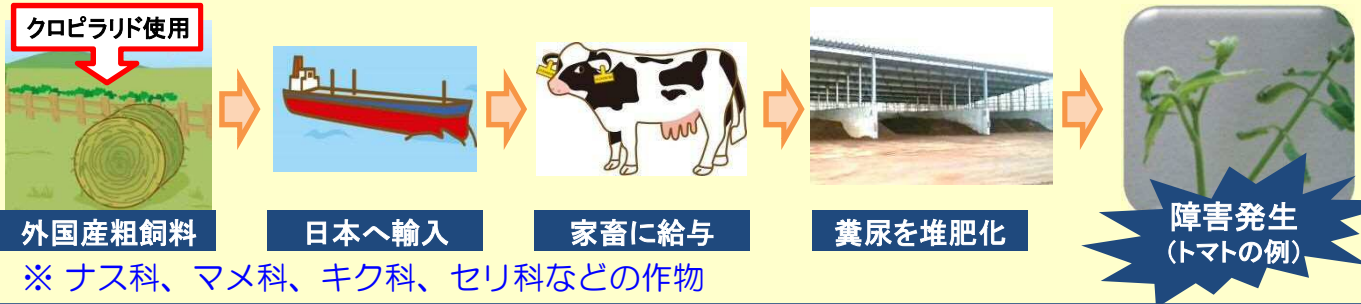 クロピラリド使用
外国産粗飼料
日本へ輸入
家畜に給与
糞尿を堆肥化
障害発生
(トマトの例)
※ ナス科、マメ科、キク科、セリ科などの作物